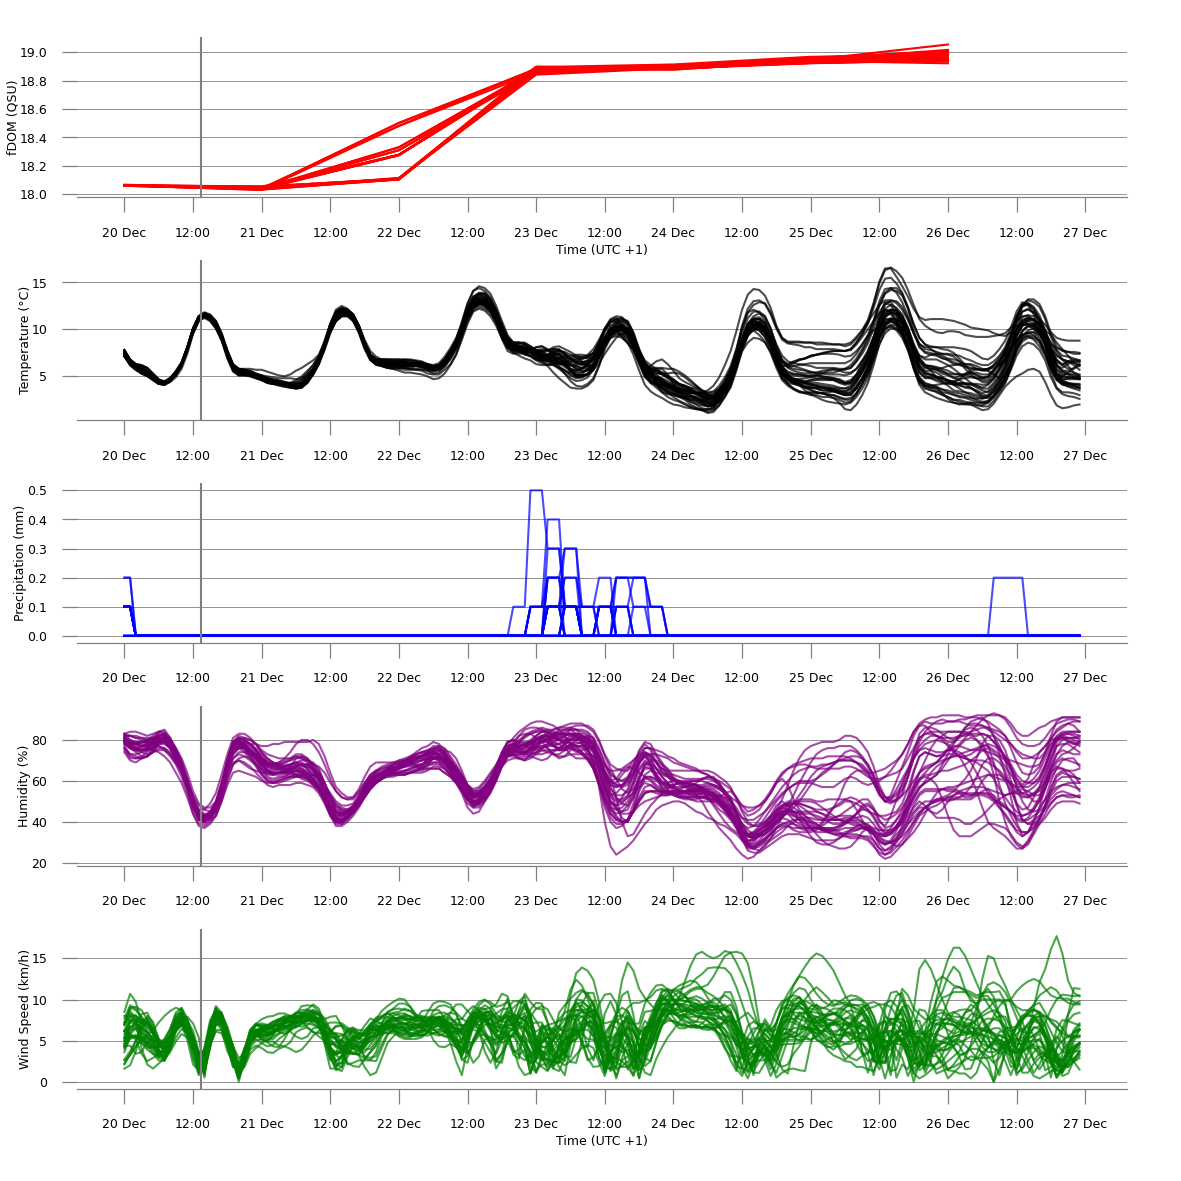 19.0
18.8
18.6
18.4
18.2
18.0
fDOM (QSU)
20 Dec 12:00 21 Dec 12:00 22 Dec 12:00 23 Dec 12:00 24 Dec 12:00 25 Dec 12:00 26 Dec 12:00 27 Dec
Time (UTC +1)
15
10
5
Temperature (°C)
20 Dec 12:00 21 Dec 12:00 22 Dec 12:00 23 Dec 12:00 24 Dec 12:00 25 Dec 12:00 26 Dec 12:00 27 Dec
0.5
0.4
0.3
0.2
0.1
0.0
Precipitation (mm)
20 Dec 12:00 21 Dec 12:00 22 Dec 12:00 23 Dec 12:00 24 Dec 12:00 25 Dec 12:00 26 Dec 12:00 27 Dec
80
60
40
20
Humidity (%)
20 Dec 12:00 21 Dec 12:00 22 Dec 12:00 23 Dec 12:00 24 Dec 12:00 25 Dec 12:00 26 Dec 12:00 27 Dec
15
10
5
0
Wind Speed (km/h)
20 Dec 12:00 21 Dec 12:00 22 Dec 12:00 23 Dec 12:00 24 Dec 12:00 25 Dec 12:00 26 Dec 12:00 27 Dec
Time (UTC +1)